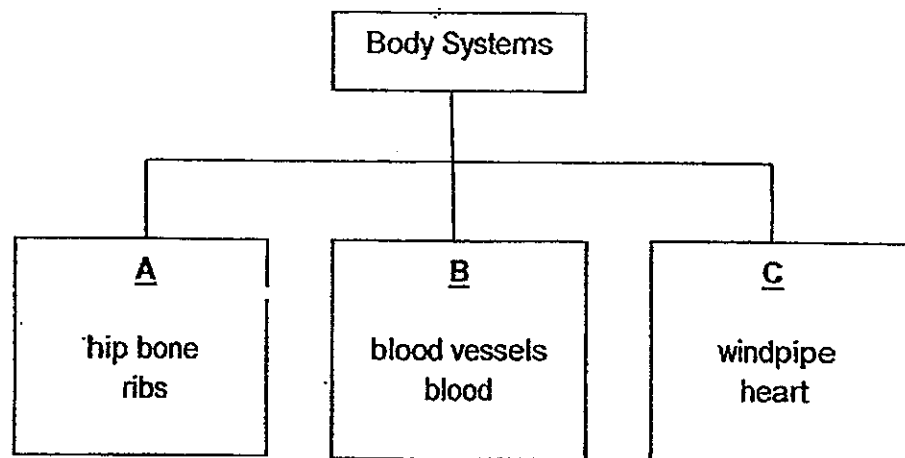 Body Systems
A
hip bone
ribs
B
blood vessels
blood
C
windpipe
heart